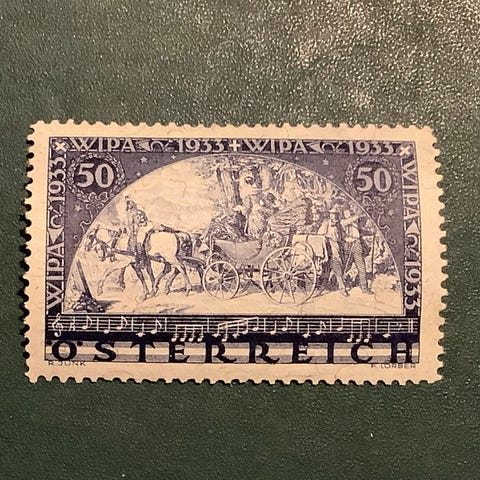 WIPA 1933 + WIPA 1933
WIPA 1933
WIPA 1933
50
50
ÖSTERREICH
R. JUNK
F. LORBER